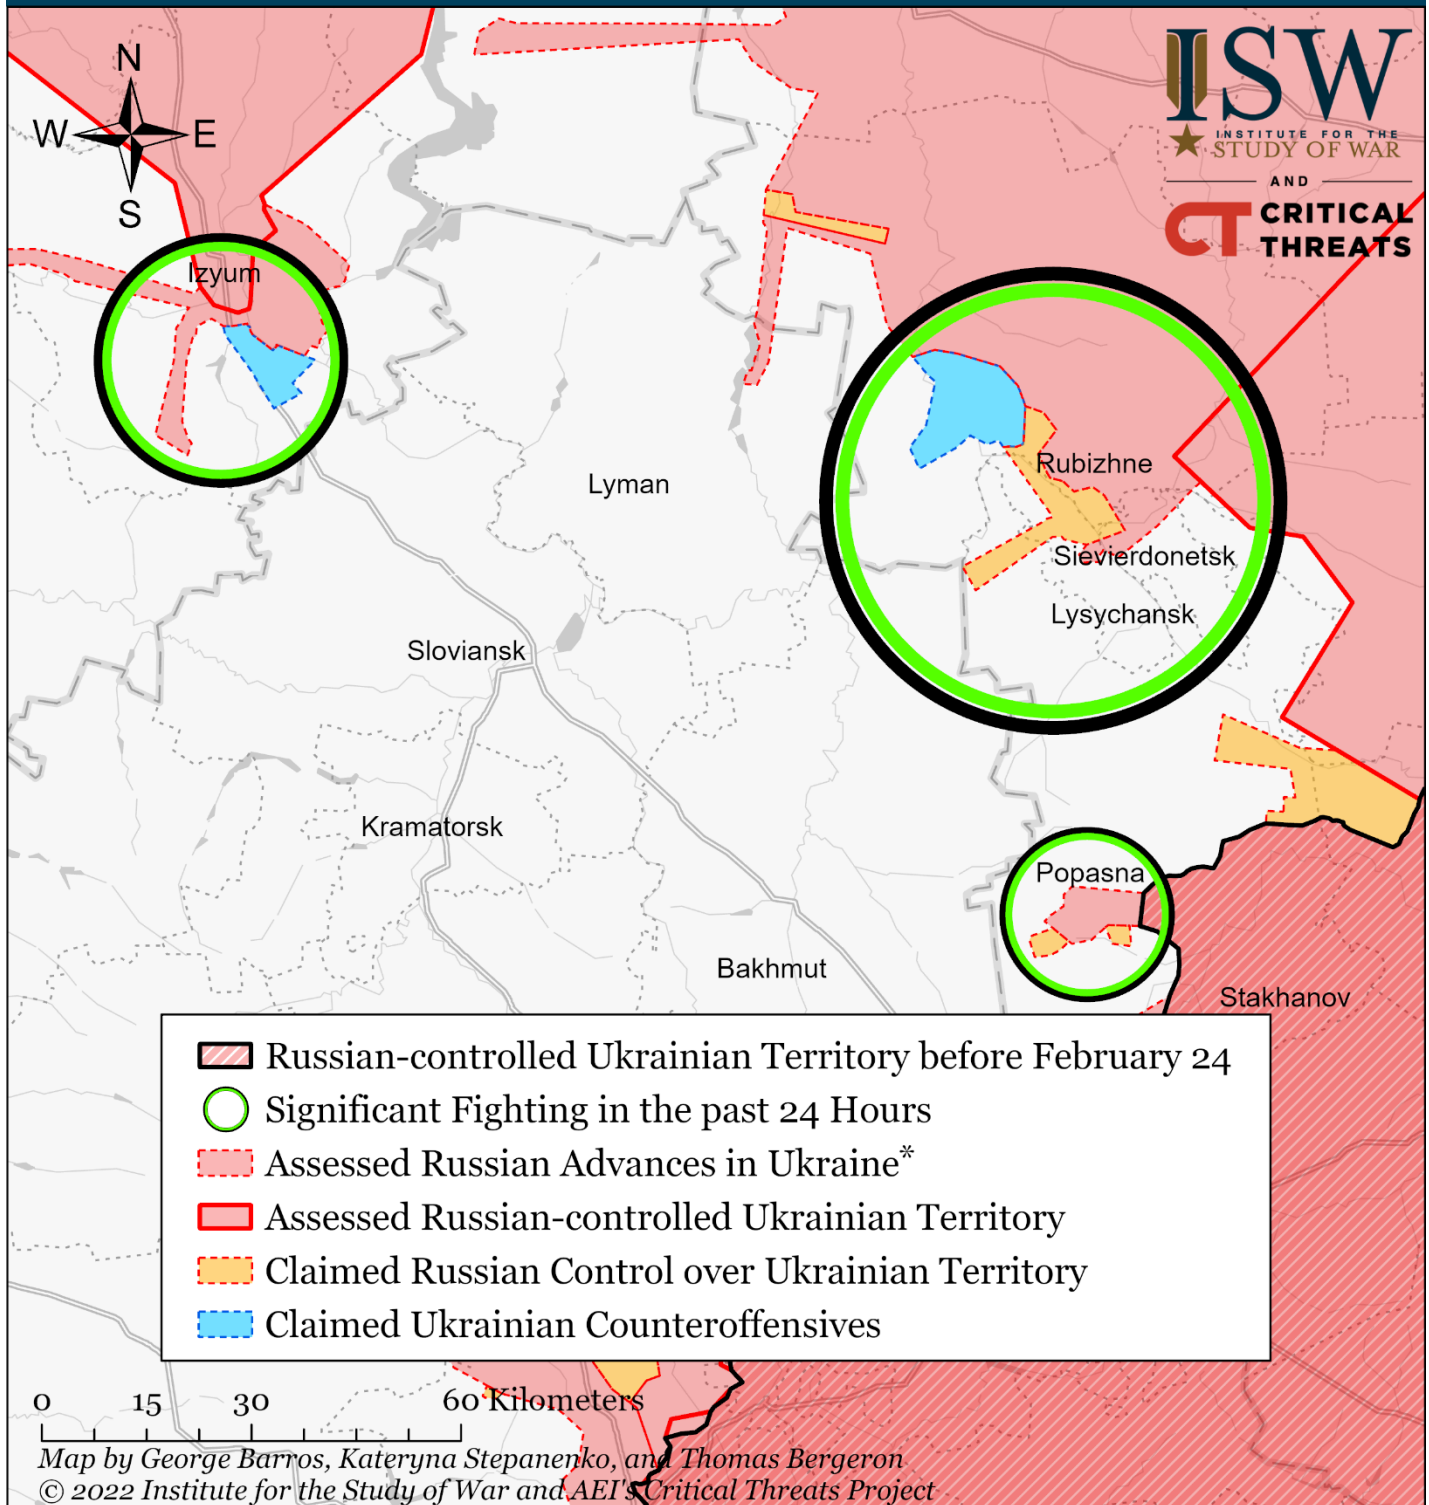 N
W E
S
ISW
INSTITUTE FOR THE
STUDY OF WAR
AND
CT CRITICAL
THREATS
Izyum
Lyman
Rubizhne
Sievierdonetsk
Lysychansk
Sloviansk
Kramatorsk
Popasna
Bakhmut
Stakhanov
Russian-controlled Ukrainian Territory before February 24
Significant Fighting in the past 24 Hours
Assessed Russian Advances in Ukraine*
Assessed Russian-controlled Ukrainian Territory
Claimed Russian Control over Ukrainian Territory
Claimed Ukrainian Counteroffensives
0 15 30 60 Kilometers
Map by George Barros, Kateryna Stepanenko, and Thomas Bergeron
© 2022 Institute for the Study of War and AEI's Critical Threats Project